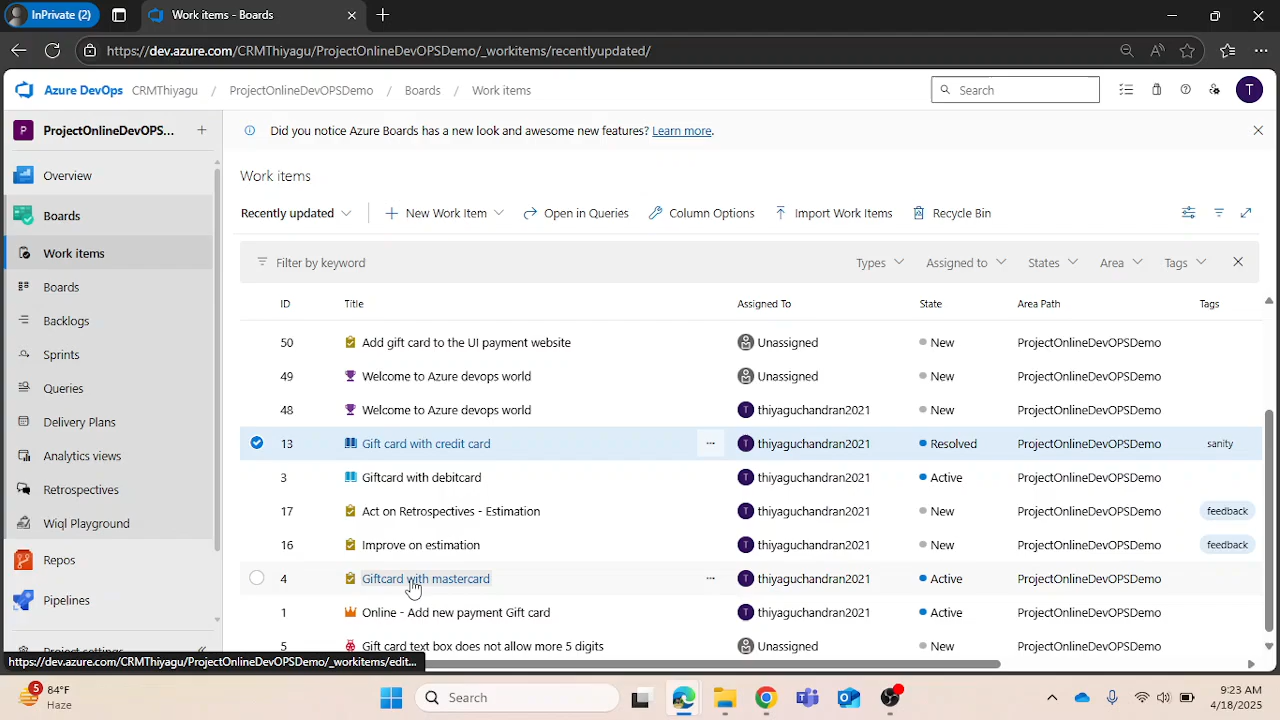 InPrivate (2)
Work items - Boards
https://dev.azure.com/CRMThiyagu/ProjectOnlineDevOPSDemo/_workitems/recentlyupdated/
Azure DevOps CRMThiyagu / ProjectOnlineDevOPSDemo / Boards / Work items
Search
T
P ProjectOnlineDevOPS...
Did you notice Azure Boards has a new look and awesome new features? Learn more.
Overview
Boards
Work items
Boards
Backlogs
Sprints
Queries
Delivery Plans
Analytics views
Retrospectives
Wiql Playground
Repos
Pipelines
Project settings
Work items
Recently updated New Work Item Open in Queries Column Options Import Work Items Recycle Bin
Filter by keyword Types Assigned to States Area Tags
ID Title Assigned To State Area Path Tags
50 Add gift card to the UI payment website Unassigned New ProjectOnlineDevOPSDemo
49 Welcome to Azure devops world Unassigned New ProjectOnlineDevOPSDemo
48 Welcome to Azure devops world T thiyaguchandran2021 New ProjectOnlineDevOPSDemo
13 Gift card with credit card ... T thiyaguchandran2021 Resolved ProjectOnlineDevOPSDemo sanity
3 Giftcard with debitcard T thiyaguchandran2021 Active ProjectOnlineDevOPSDemo
17 Act on Retrospectives - Estimation T thiyaguchandran2021 New ProjectOnlineDevOPSDemo feedback
16 Improve on estimation T thiyaguchandran2021 New ProjectOnlineDevOPSDemo feedback
4 Giftcard with mastercard ... T thiyaguchandran2021 Active ProjectOnlineDevOPSDemo
1 Online - Add new payment Gift card T thiyaguchandran2021 Active ProjectOnlineDevOPSDemo
5 Gift card text box does not allow more 5 digits Unassigned New ProjectOnlineDevOPSDemo
https://dev.azure.com/CRMThiyagu/ProjectOnlineDevOPSDemo/_workitems/edit...
5
84°F
Haze
Search
9:23 AM
4/18/2025